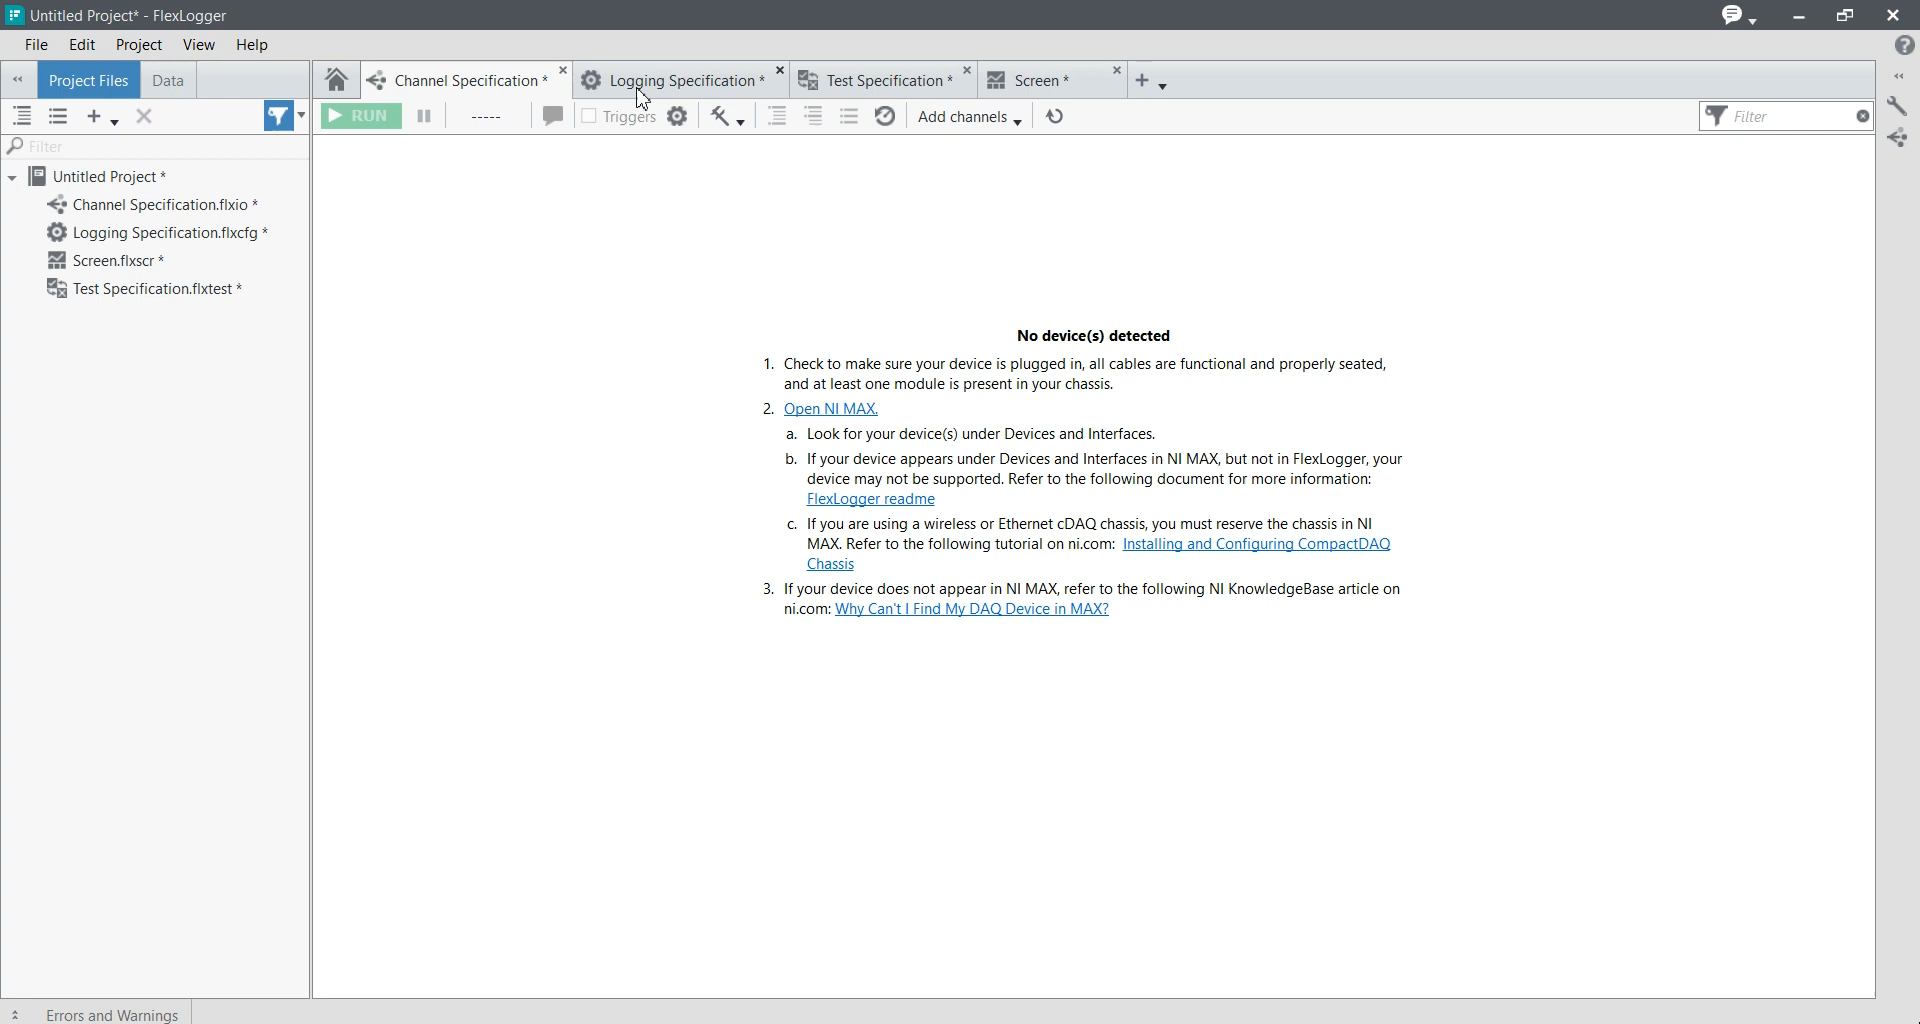 Untitled Project* - FlexLogger
File Edit Project View Help
Project Files Data
Channel Specification *
Logging Specification *
Test Specification *
Screen *
RUN
-----
Triggers
Add channels
Filter
Filter
Untitled Project *
Channel Specification.flxio *
Logging Specification.flxcfg *
Screen.flxscr *
Test Specification.flxtest *
No device(s) detected
1. Check to make sure your device is plugged in, all cables are functional and properly seated,
and at least one module is present in your chassis.
2. Open NI MAX.
a. Look for your device(s) under Devices and Interfaces.
b. If your device appears under Devices and Interfaces in NI MAX, but not in FlexLogger, your
device may not be supported. Refer to the following document for more information:
FlexLogger readme
c. If you are using a wireless or Ethernet cDAQ chassis, you must reserve the chassis in NI
MAX. Refer to the following tutorial on ni.com: Installing and Configuring CompactDAQ
Chassis
3. If your device does not appear in NI MAX, refer to the following NI KnowledgeBase article on
ni.com: Why Can't I Find My DAQ Device in MAX?
Errors and Warnings